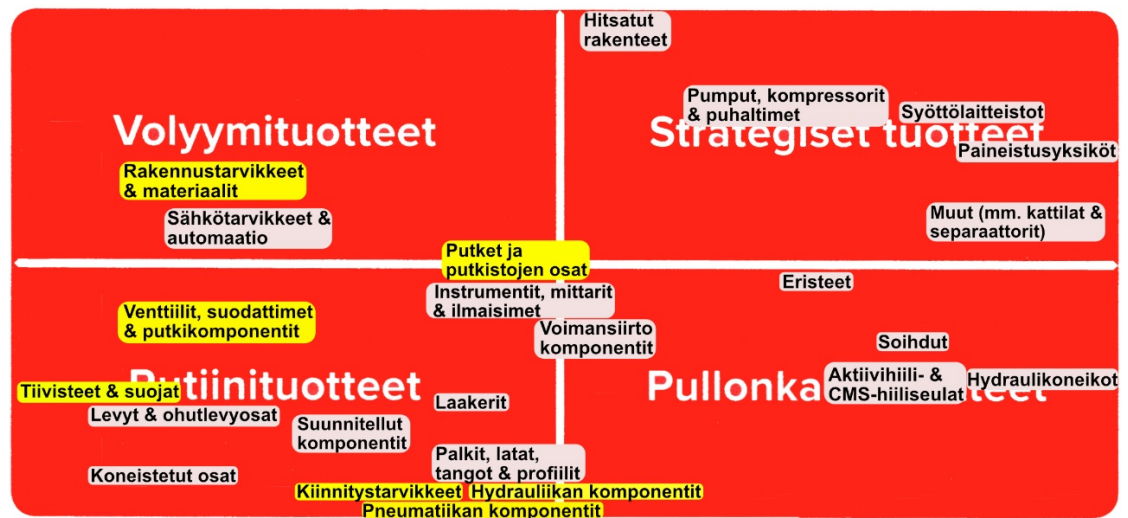 Hitsatut
rakenteet
Pumput, kompressorit
& puhaltimet
Syöttölaitteistot
Volyymituotteet
Strategiset tuotteet
Paineistusyksiköt
Rakennustarvikkeet
& materiaalit
Sähkötarvikkeet &
automaatio
Muut (mm. kattilat &
separaattorit)
Putket ja
putkistojen osat
Eristeet
Instrumentit, mittarit
& ilmaisimet
Venttiilit, suodattimet
& putkikomponentit
Voimansiirto
komponentit
Soihdut
Tiivisteet & suojat
Rutiinituotteet
Aktiivihiili- &
CMS-hiiliseulat
Hydraulikoneikot
Levyt & ohutlevyosat
Laakerit
Suunnitellut
komponentit
Palkit, latat,
tangot & profiilit
Koneistetut osat
Kiinnitystarvikkeet
Hydrauliikan komponentit
Pneumatiikan komponentit